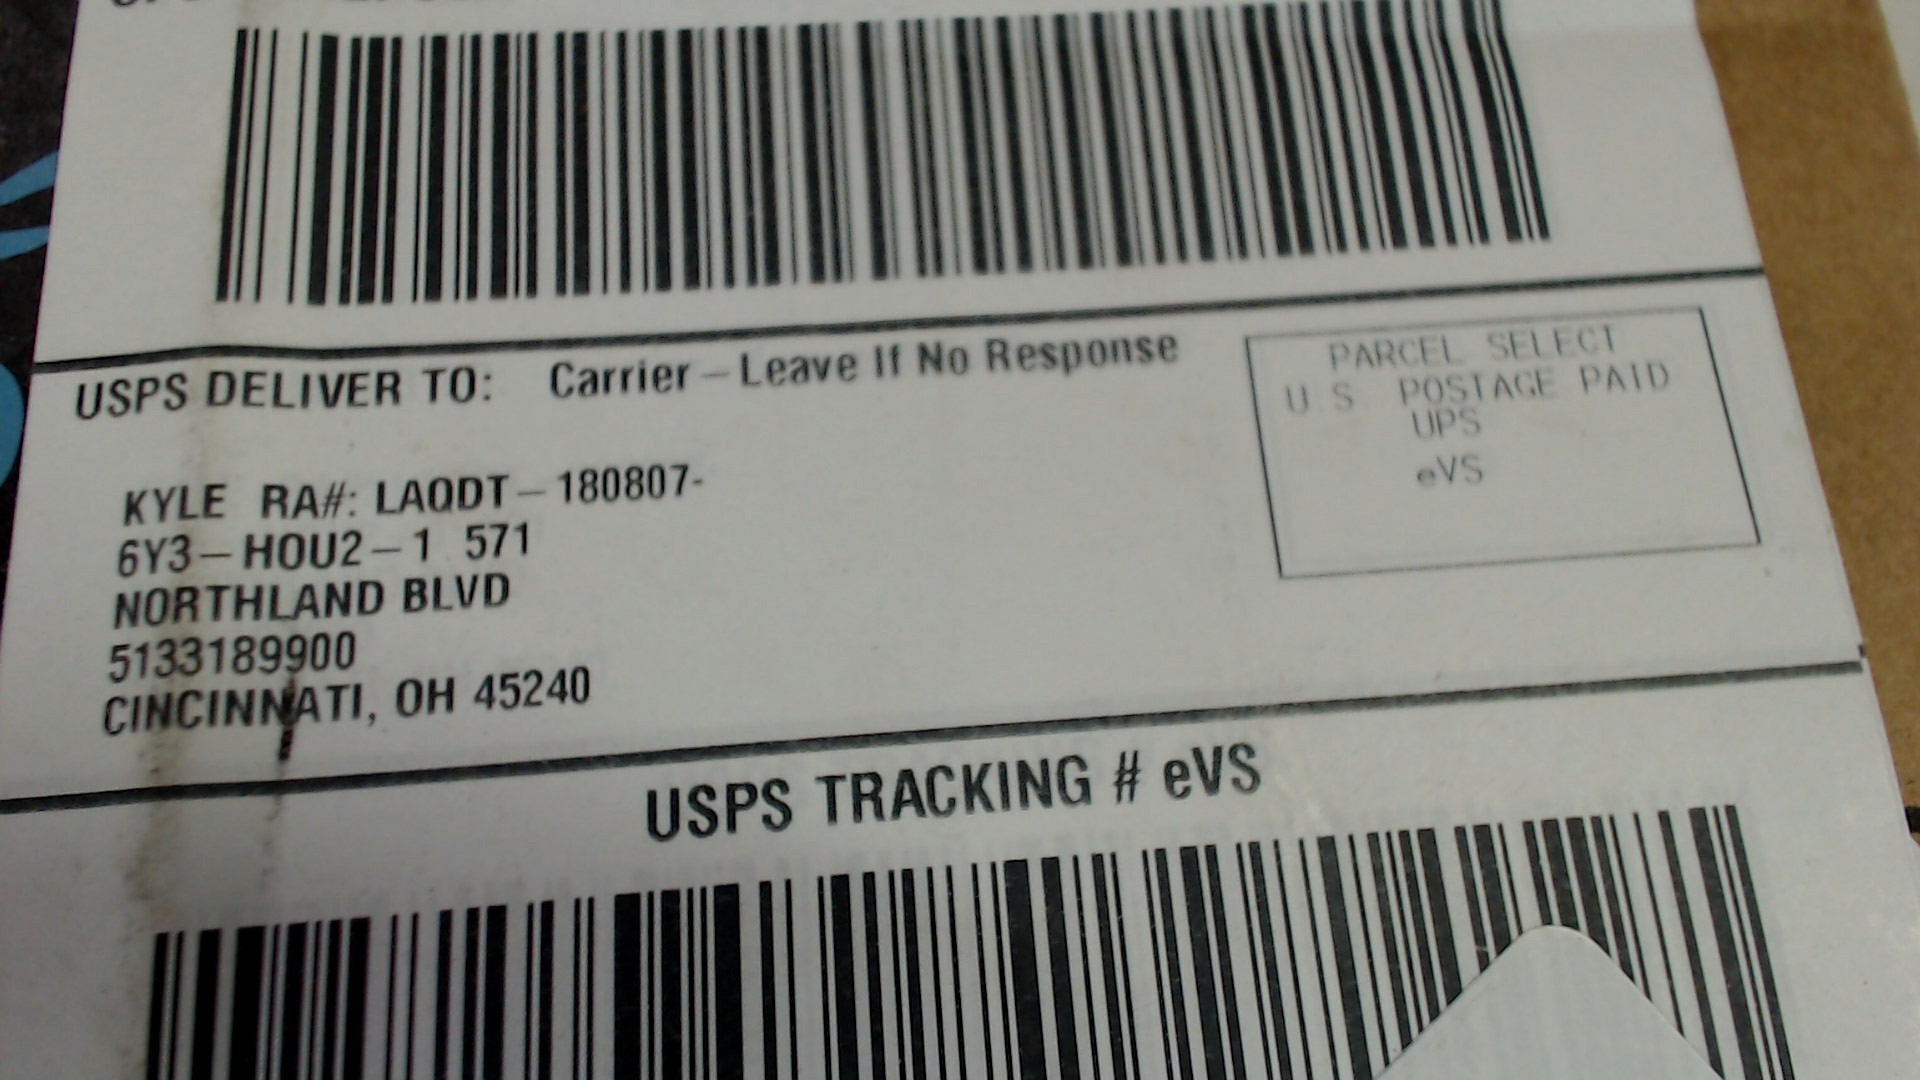 USPS DELIVER TO: Carrier – Leave If No Response
KYLE RA#: LAQDT – 180807-
6Y3 – HOU2 – 1 571
NORTHLAND BLVD
5133189900
CINCINNATI, OH 45240
PARCEL SELECT
U.S. POSTAGE PAID
UPS
eVS
USPS TRACKING # eVS